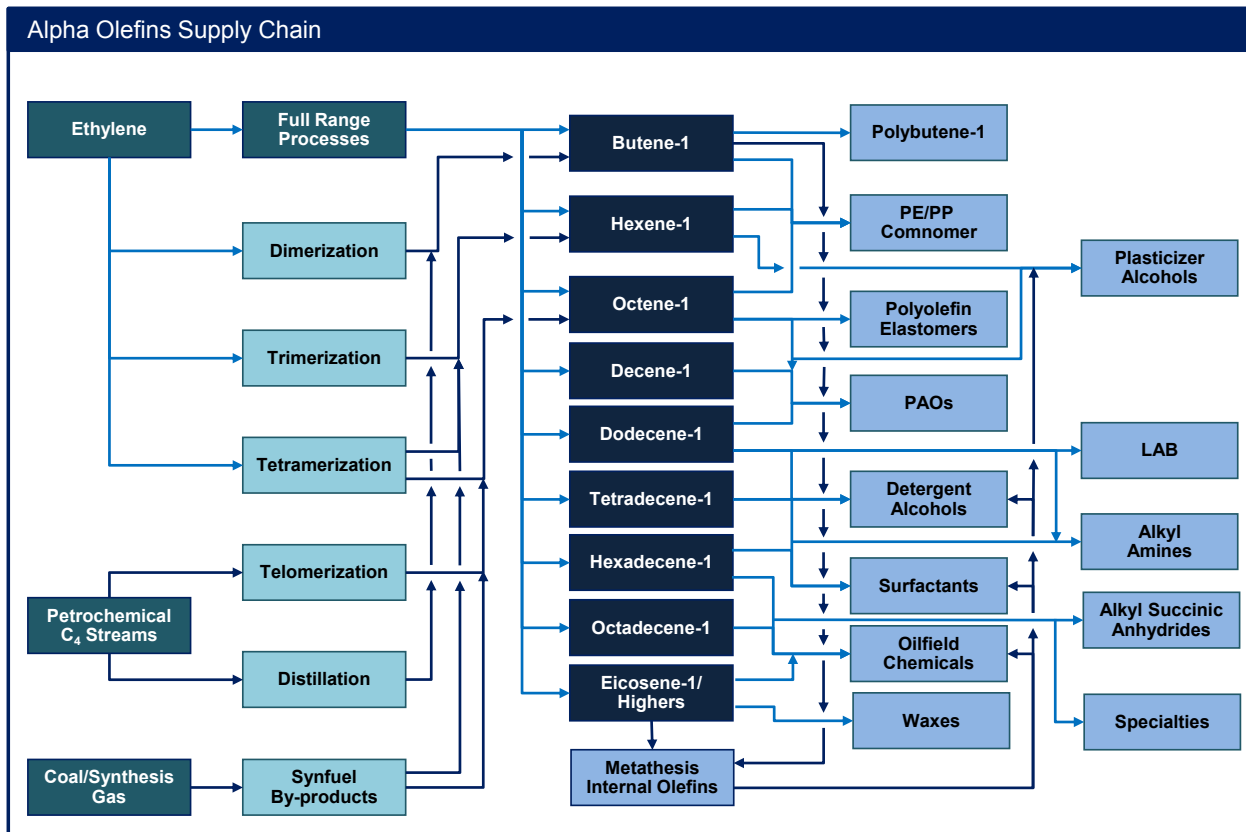 Alpha Olefins Supply Chain
Ethylene
Full Range
Processes
Dimerization
Trimerization
Tetramerization
Telomerization
Petrochemical
C₄ Streams
Distillation
Coal/Synthesis
Gas
Synfuel
By-products
Butene-1
Hexene-1
Octene-1
Decene-1
Dodecene-1
Tetradecene-1
Hexadecene-1
Octadecene-1
Eicosene-1/
Highers
Metathesis
Internal Olefins
Polybutene-1
PE/PP
Comnomer
Polyolefin
Elastomers
PAOs
Detergent
Alcohols
Surfactants
Oilfield
Chemicals
Waxes
Plasticizer
Alcohols
LAB
Alkyl
Amines
Alkyl Succinic
Anhydrides
Specialties